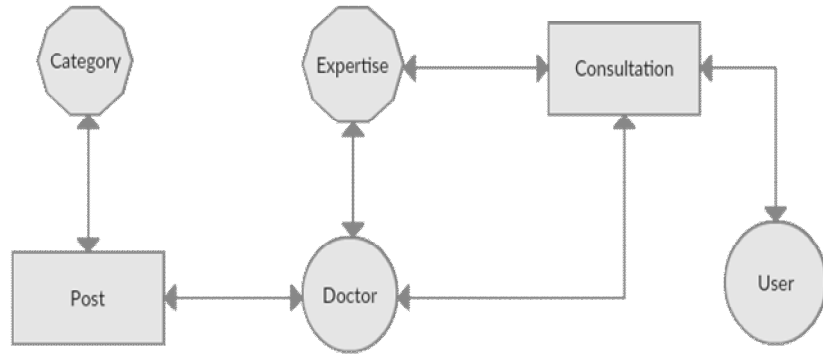 Category
Expertise
Consultation
Post
Doctor
User